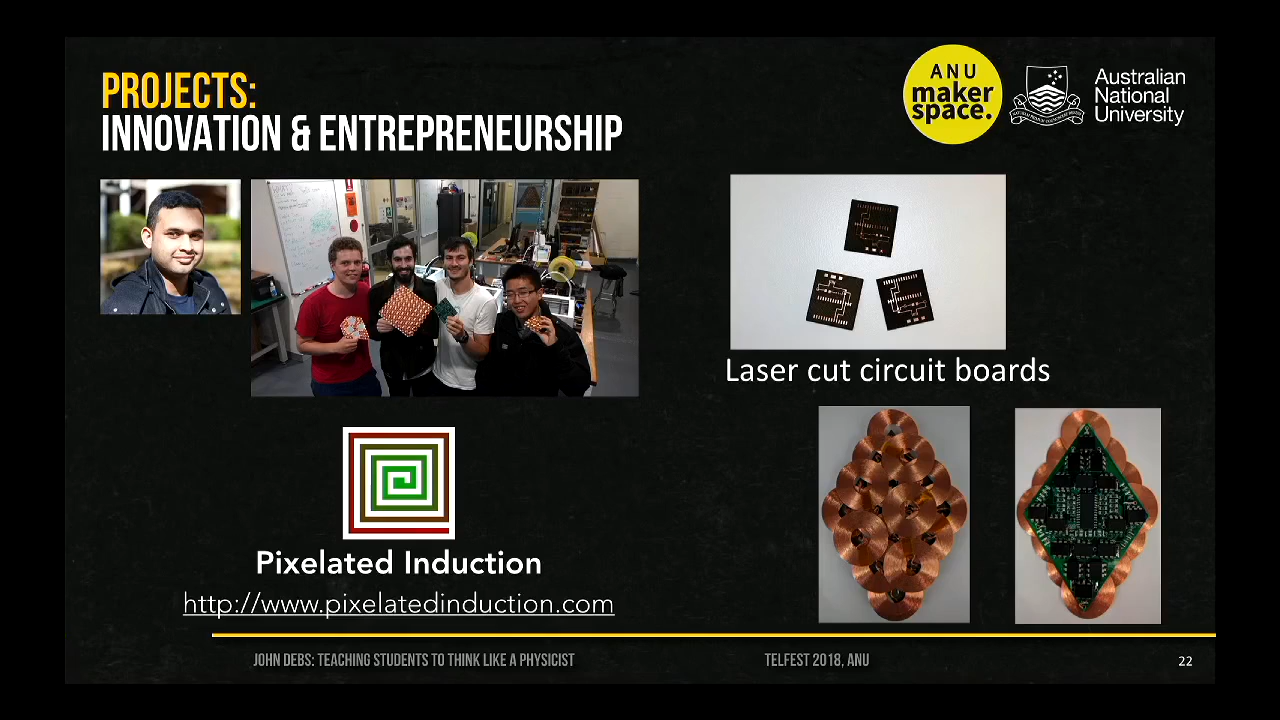 PROJECTS:
INNOVATION & ENTREPRENEURSHIP
ANU
maker
space.
Australian
National
University
Laser cut circuit boards
Pixelated Induction
http://www.pixelatedinduction.com
JOHN DEBS: TEACHING STUDENTS TO THINK LIKE A PHYSICIST
TELFEST 2018, ANU
22